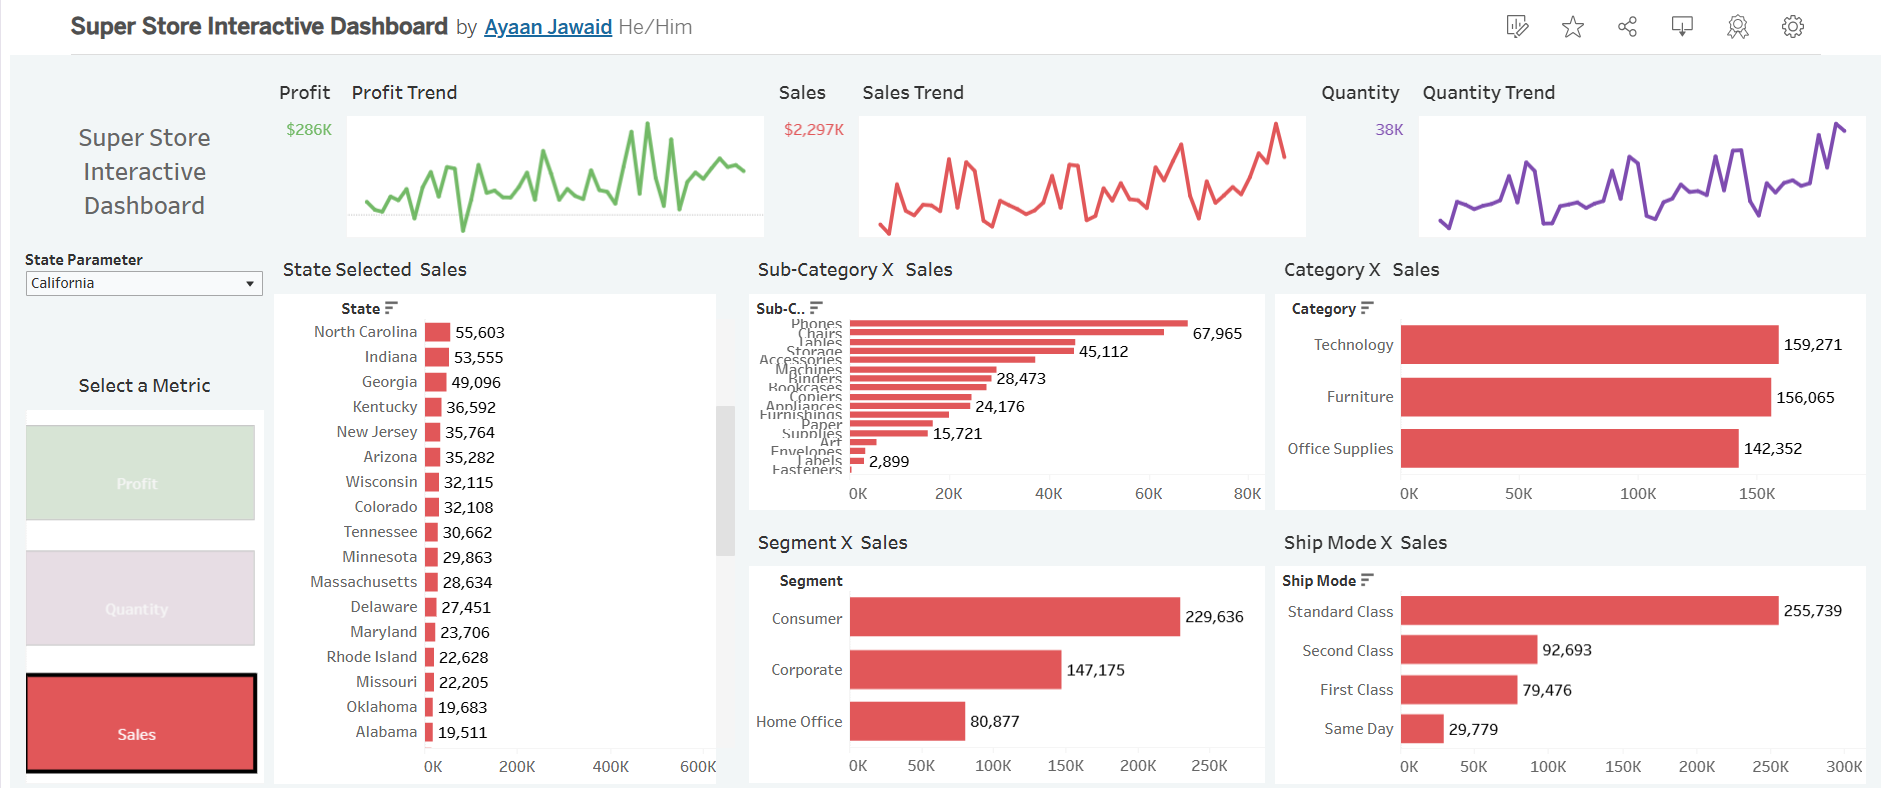 Super Store Interactive Dashboard by Ayaan Jawaid He/Him
Super Store
Interactive
Dashboard
Profit
$286K
Profit Trend
Sales
$2,297K
Sales Trend
Quantity
38K
Quantity Trend
State Parameter
California
Select a Metric
Profit
Quantity
Sales
State Selected Sales
State
North Carolina 55,603
Indiana 53,555
Georgia 49,096
Kentucky 36,592
New Jersey 35,764
Arizona 35,282
Wisconsin 32,115
Colorado 32,108
Tennessee 30,662
Minnesota 29,863
Massachusetts 28,634
Delaware 27,451
Maryland 23,706
Rhode Island 22,628
Missouri 22,205
Oklahoma 19,683
Alabama 19,511
0K 200K 400K 600K
Sub-Category X Sales
Sub-C..
Phones
Chairs 67,965
Tables
Storage 45,112
Accessories
Machines
Binders 28,473
Bookcases
Copiers
Appliances 24,176
Furnishings
Paper
Supplies 15,721
Art
Envelopes
Labels 2,899
Fasteners
0K 20K 40K 60K 80K
Category X Sales
Category
Technology 159,271
Furniture 156,065
Office Supplies 142,352
0K 50K 100K 150K
Segment X Sales
Segment
Consumer 229,636
Corporate 147,175
Home Office 80,877
0K 50K 100K 150K 200K 250K
Ship Mode X Sales
Ship Mode
Standard Class 255,739
Second Class 92,693
First Class 79,476
Same Day 29,779
0K 50K 100K 150K 200K 250K 300K